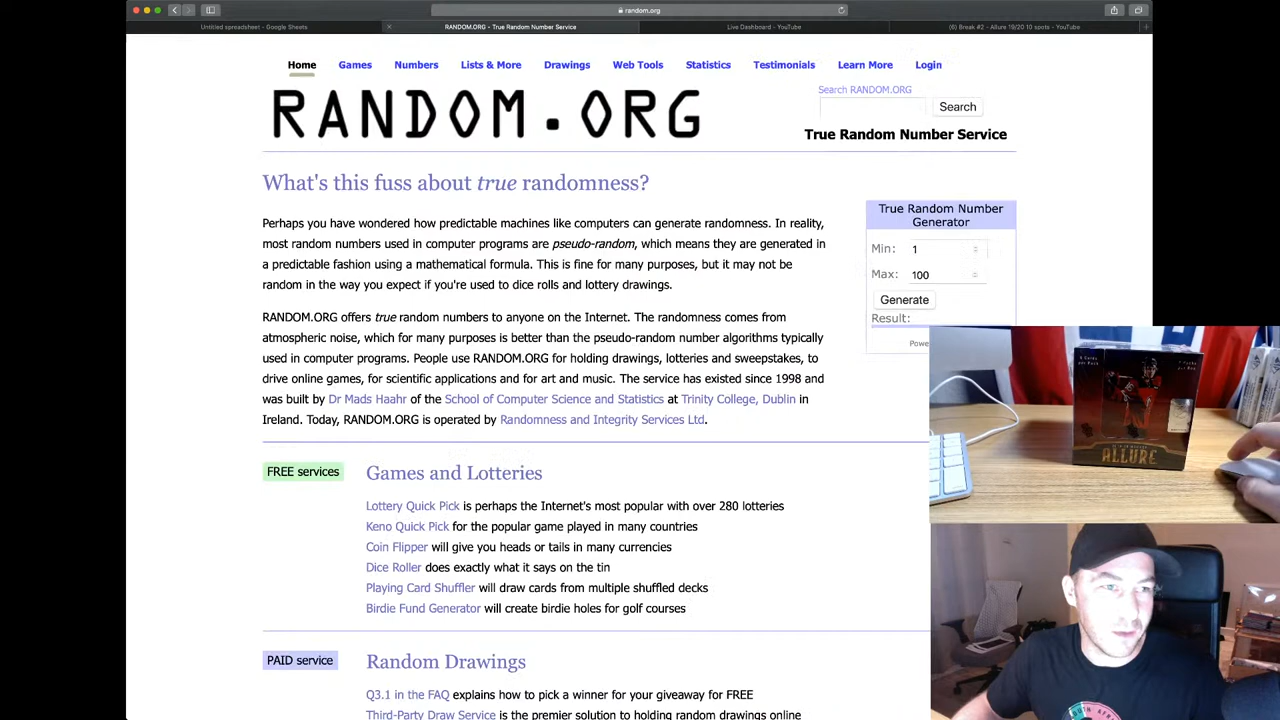 random.org
Untitled spreadsheet - Google Sheets
RANDOM.ORG - True Random Number Service
Live Dashboard - YouTube
(6) Break #2 - Allure 19/20 10 spots - YouTube
Home
Games
Numbers
Lists & More
Drawings
Web Tools
Statistics
Testimonials
Learn More
Login
RANDOM.ORG
Search RANDOM.ORG
Search
True Random Number Service
What's this fuss about true randomness?
Perhaps you have wondered how predictable machines like computers can generate randomness. In reality,
most random numbers used in computer programs are pseudo-random, which means they are generated in
a predictable fashion using a mathematical formula. This is fine for many purposes, but it may not be
random in the way you expect if you're used to dice rolls and lottery drawings.
RANDOM.ORG offers true random numbers to anyone on the Internet. The randomness comes from
atmospheric noise, which for many purposes is better than the pseudo-random number algorithms typically
used in computer programs. People use RANDOM.ORG for holding drawings, lotteries and sweepstakes, to
drive online games, for scientific applications and for art and music. The service has existed since 1998 and
was built by Dr Mads Haahr of the School of Computer Science and Statistics at Trinity College, Dublin in
Ireland. Today, RANDOM.ORG is operated by Randomness and Integrity Services Ltd.
True Random Number
Generator
Min: 1
Max: 100
Generate
Result:
Powe
FREE services
Games and Lotteries
Lottery Quick Pick is perhaps the Internet's most popular with over 280 lotteries
Keno Quick Pick for the popular game played in many countries
Coin Flipper will give you heads or tails in many currencies
Dice Roller does exactly what it says on the tin
Playing Card Shuffler will draw cards from multiple shuffled decks
Birdie Fund Generator will create birdie holes for golf courses
PAID service
Random Drawings
Q3.1 in the FAQ explains how to pick a winner for your giveaway for FREE
Third-Party Draw Service is the premier solution to holding random drawings online
ALLURE